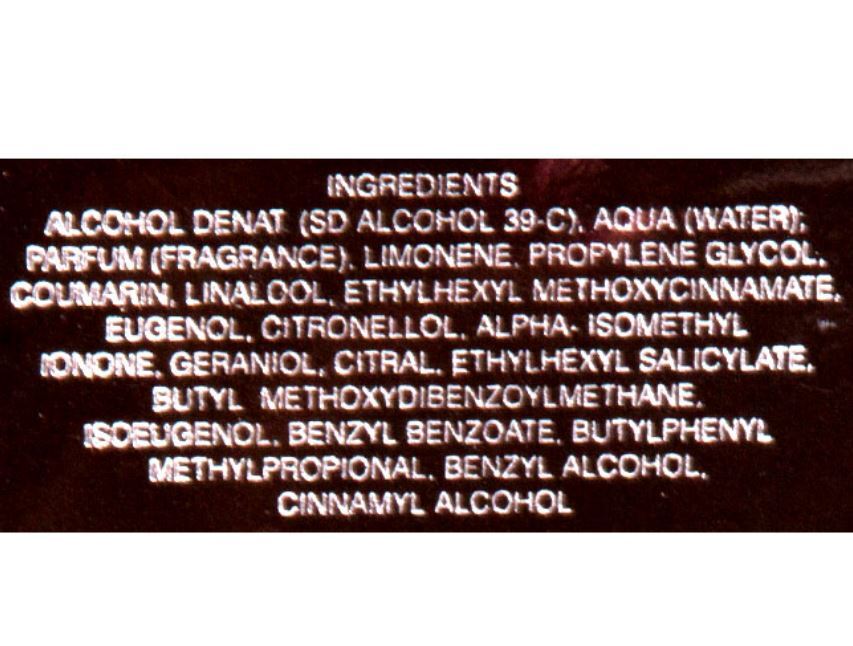 INGREDIENTS
ALCOHOL DENAT (SD ALCOHOL 39-C), AQUA (WATER),
PARFUM (FRAGRANCE), LIMONENE, PROPYLENE GLYCOL,
COUMARIN, LINALOOL, ETHYLHEXYL METHOXYCINNAMATE,
EUGENOL, CITRONELLOL, ALPHA- ISOMETHYL
IONONE, GERANIOL, CITRAL, ETHYLHEXYL SALICYLATE,
BUTYL METHOXYDIBENZOYLMETHANE,
ISOEUGENOL, BENZYL BENZOATE, BUTYLPHENYL
METHYLPROPIONAL, BENZYL ALCOHOL,
CINNAMYL ALCOHOL